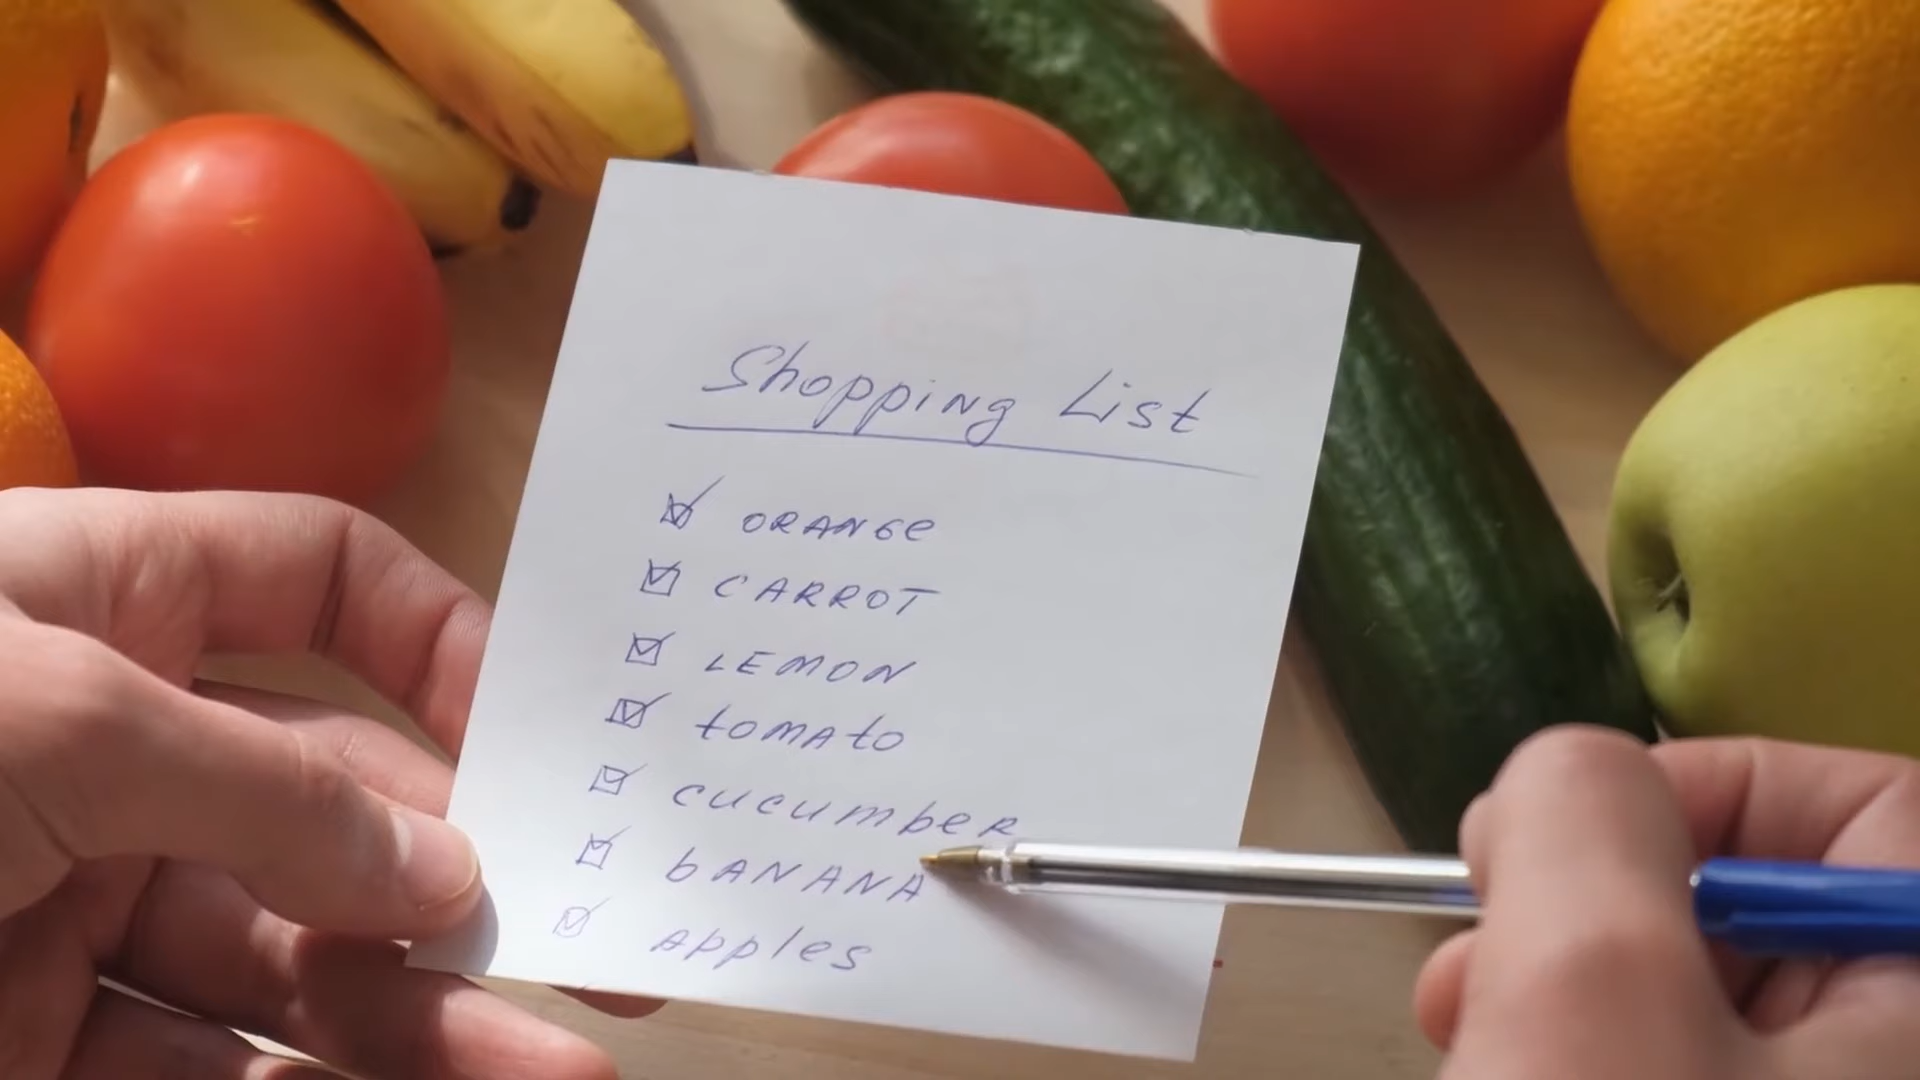 Shopping List
ORANGe
CARROT
LEMON
tomAto
cucumbeR
bANANA
Apples